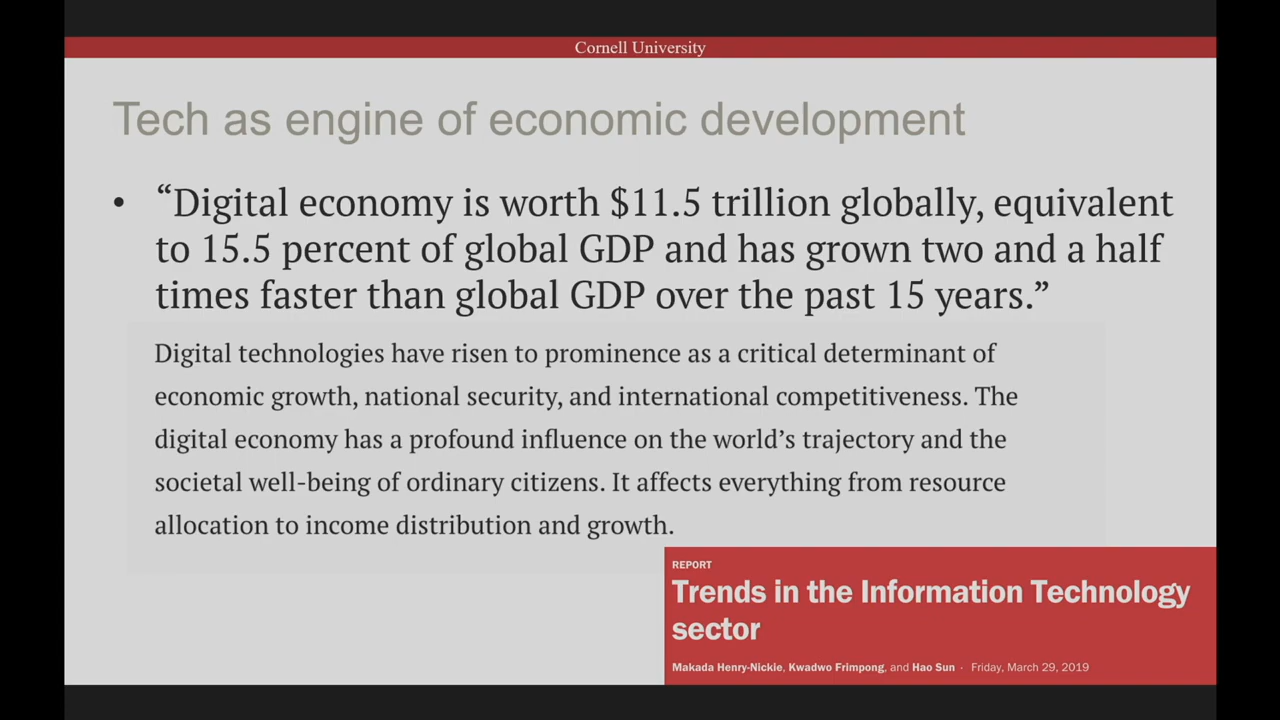 Cornell University
Tech as engine of economic development
• “Digital economy is worth $11.5 trillion globally, equivalent
to 15.5 percent of global GDP and has grown two and a half
times faster than global GDP over the past 15 years.”
Digital technologies have risen to prominence as a critical determinant of
economic growth, national security, and international competitiveness. The
digital economy has a profound influence on the world’s trajectory and the
societal well-being of ordinary citizens. It affects everything from resource
allocation to income distribution and growth.
REPORT
Trends in the Information Technology
sector
Makada Henry-Nickie, Kwadwo Frimpong, and Hao Sun · Friday, March 29, 2019